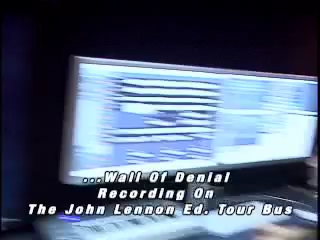 ...Wall Of Denial
Recording On
The John Lennon Ed. Tour Bus